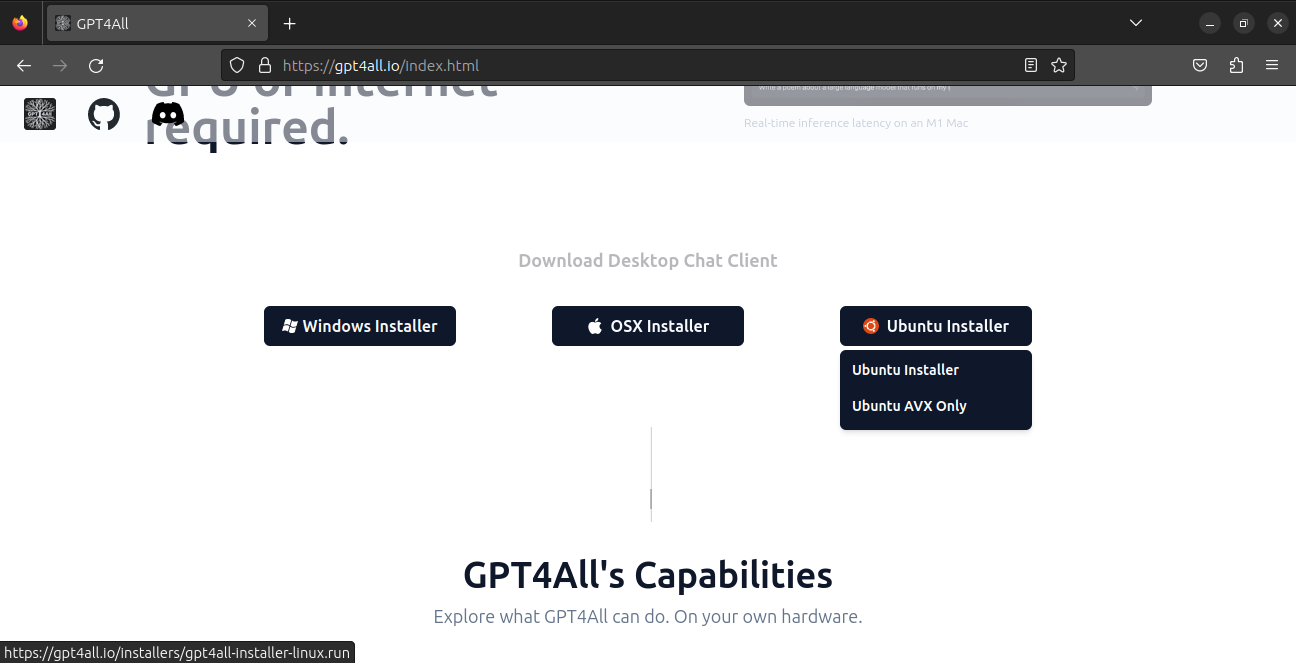 GPT4All
https://gpt4all.io/index.html
GPU or internet
required.
GPT4All
Write a poem about a large language model that runs on my
Real-time inference latency on an M1 Mac
Download Desktop Chat Client
Windows Installer
OSX Installer
Ubuntu Installer
Ubuntu Installer
Ubuntu AVX Only
GPT4All's Capabilities
Explore what GPT4All can do. On your own hardware.
https://gpt4all.io/installers/gpt4all-installer-linux.run